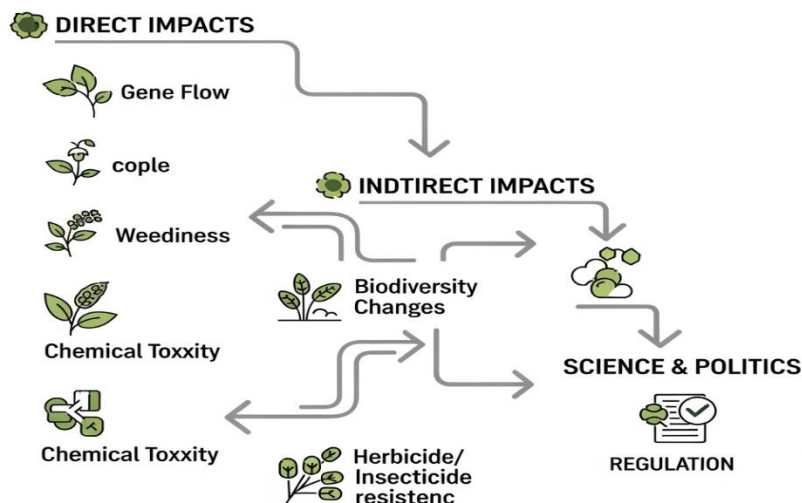 DIRECT IMPACTS
Gene Flow
cople
Weediness
Chemical Toxxity
Chemical Toxxity
INDTIRECT IMPACTS
Biodiversity
Changes
Herbicide/
Insecticide
resistenc
SCIENCE & POLITICS
REGULATION